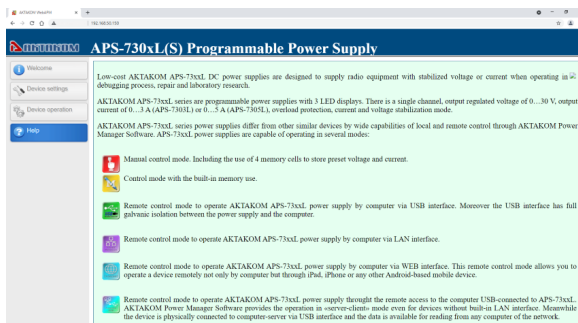 AKTAKOM WebAPM
192.168.50.159
AKTAKOM
APS-730xL(S) Programmable Power Supply
Welcome
Device settings
Device operation
Help
Low-cost AKTAKOM APS-73xxL DC power supplies are designed to supply radio equipment with stabilized voltage or current when operating in
debugging process, repair and laboratory research.
AKTAKOM APS-73xxL series are programmable power supplies with 3 LED displays. There is a single channel, output regulated voltage of 0…30 V, output
current of 0…3 A (APS-7303L) or 0…5 A (APS-7305L), overload protection, current and voltage stabilization mode.
AKTAKOM APS-73xxL series power supplies differ from other similar devices by wide capabilities of local and remote control through AKTAKOM Power
Manager Software. APS-73xxL power supplies are capable of operating in several modes:
Manual control mode. Including the use of 4 memory cells to store preset voltage and current.
Control mode with the built-in memory use.
Remote control mode to operate AKTAKOM APS-73xxL power supply by computer via USB interface. Moreover the USB interface has full
galvanic isolation between the power supply and the computer.
Remote control mode to operate AKTAKOM APS-73xxL power supply by computer via LAN interface.
Remote control mode to operate AKTAKOM APS-73xxL power supply by computer via WEB interface. This remote control mode allows you to
operate a device remotely not only by computer but through iPad, iPhone or any other Android-based mobile device.
Remote control mode to operate AKTAKOM APS-73xxL power supply throught the remote access to the computer USB-connected to APS-73xxL.
AKTAKOM Power Manager Software provides the operation in «server-client» mode even for devices without built-in LAN interface. Meanwhile
the device is physically connected to computer-server via USB interface and the data is available for reading from any computer of the network.